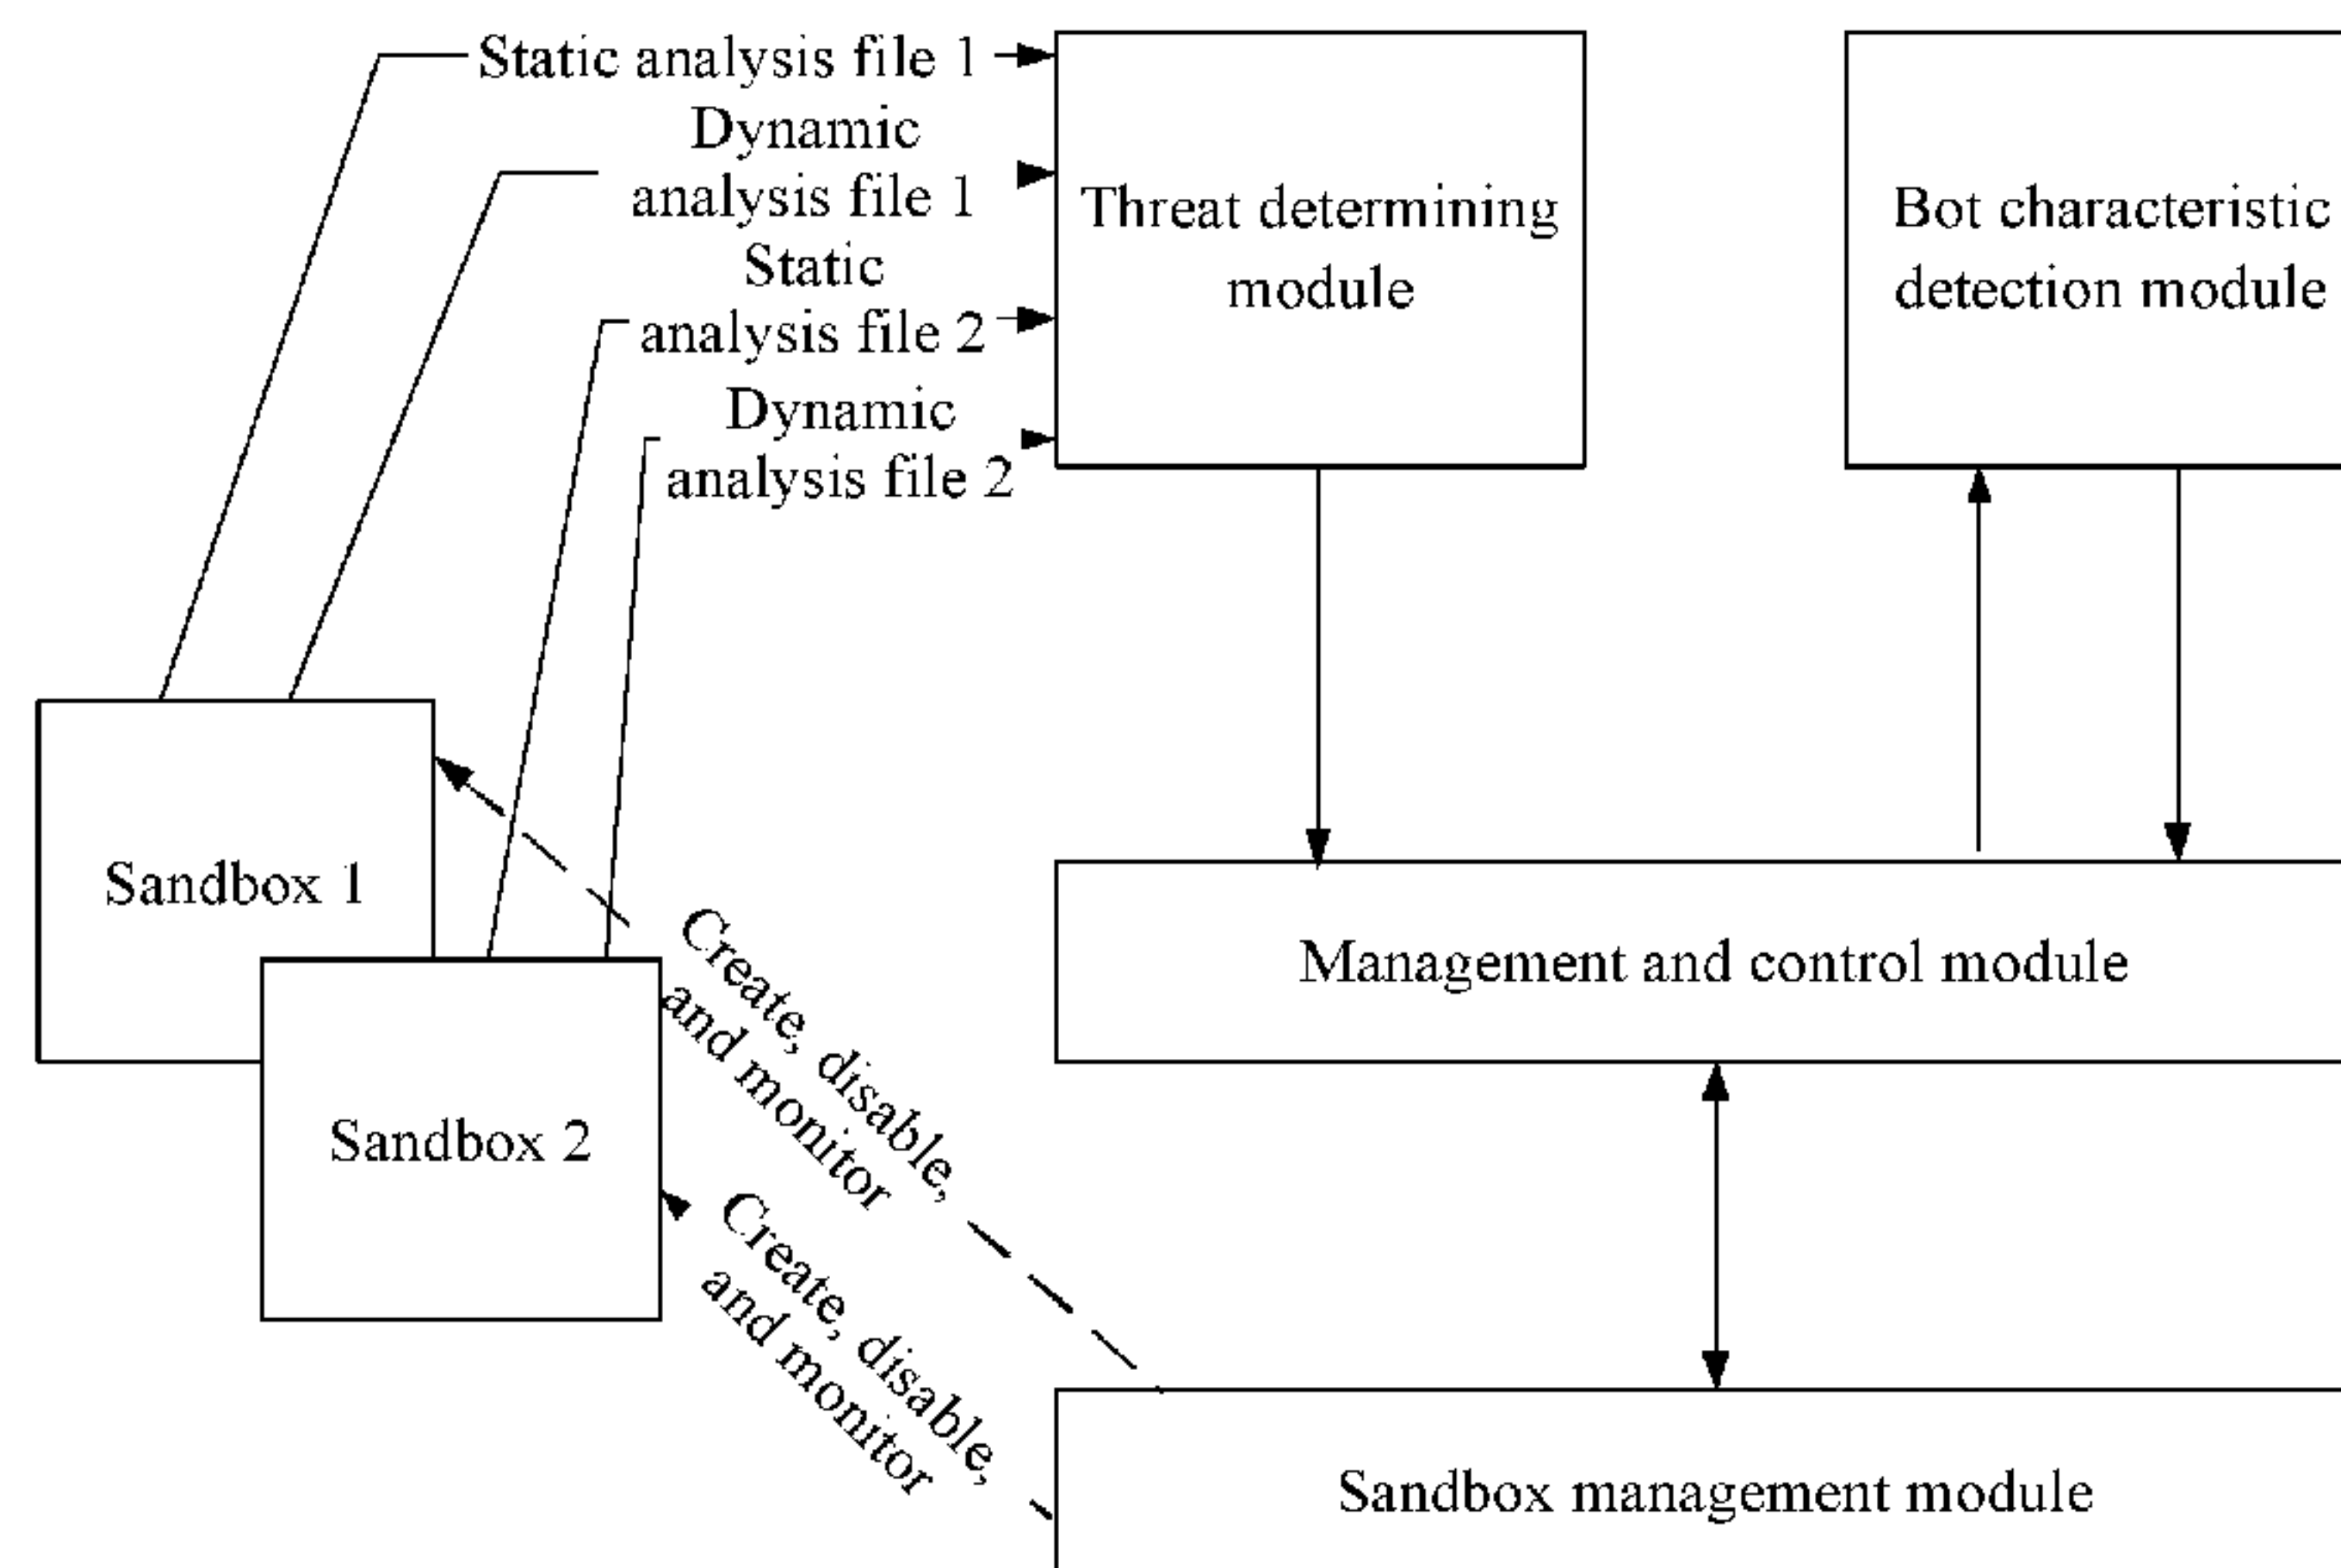 Static analysis file 1
Dynamic
analysis file 1
Static
analysis file 2
Dynamic
analysis file 2
Threat determining
module
Bot characteristic
detection module
Sandbox 1
Sandbox 2
Create, disable,
and monitor
Create, disable,
and monitor
Management and control module
Sandbox management module